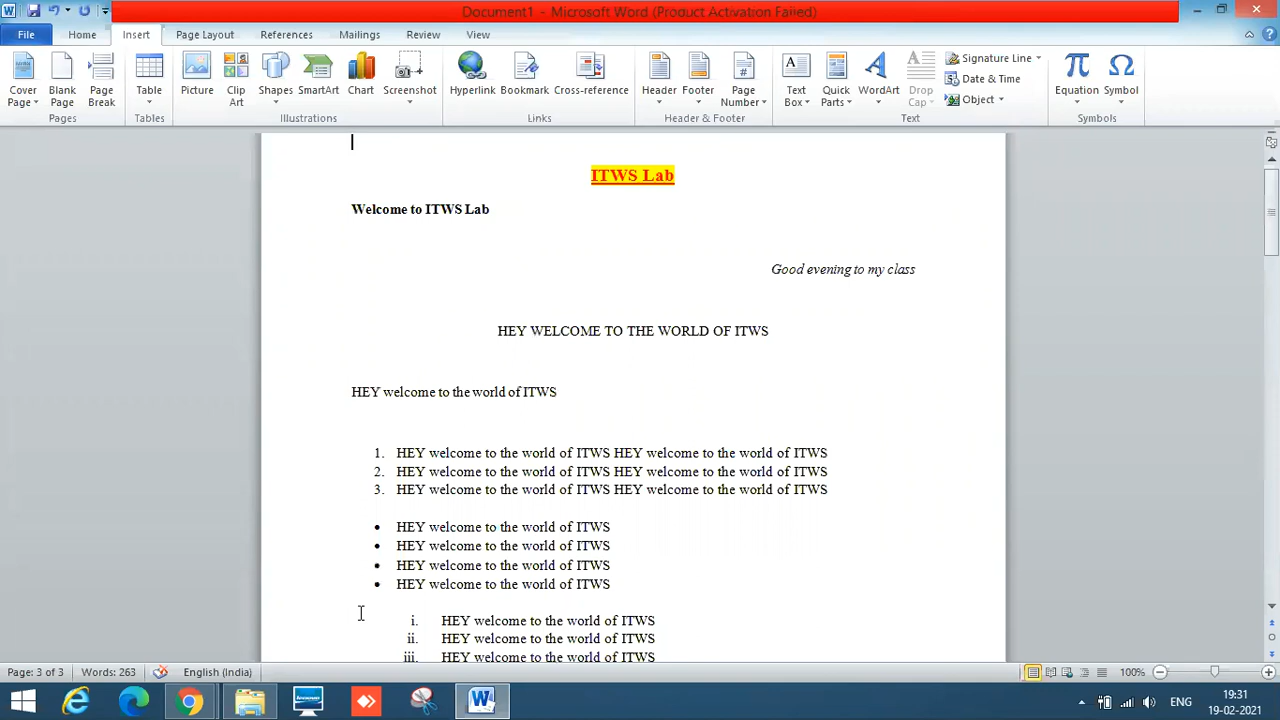 Document1 - Microsoft Word (Product Activation Failed)
File Home Insert Page Layout References Mailings Review View
Cover Page
Blank Page
Page Break
Table
Picture
Clip Art
Shapes
SmartArt
Chart
Screenshot
Hyperlink
Bookmark
Cross-reference
Header
Footer
Page Number
Text Box
Quick Parts
WordArt
Drop Cap
Signature Line
Date & Time
Object
Equation
Symbol
Pages Tables Illustrations Links Header & Footer Text Symbols
ITWS Lab
Welcome to ITWS Lab
Good evening to my class
HEY WELCOME TO THE WORLD OF ITWS
HEY welcome to the world of ITWS
1. HEY welcome to the world of ITWS HEY welcome to the world of ITWS
2. HEY welcome to the world of ITWS HEY welcome to the world of ITWS
3. HEY welcome to the world of ITWS HEY welcome to the world of ITWS
• HEY welcome to the world of ITWS
• HEY welcome to the world of ITWS
• HEY welcome to the world of ITWS
• HEY welcome to the world of ITWS
i. HEY welcome to the world of ITWS
ii. HEY welcome to the world of ITWS
iii. HEY welcome to the world of ITWS
Page: 3 of 3 Words: 263 English (India) 100%
ENG
19:31
19-02-2021